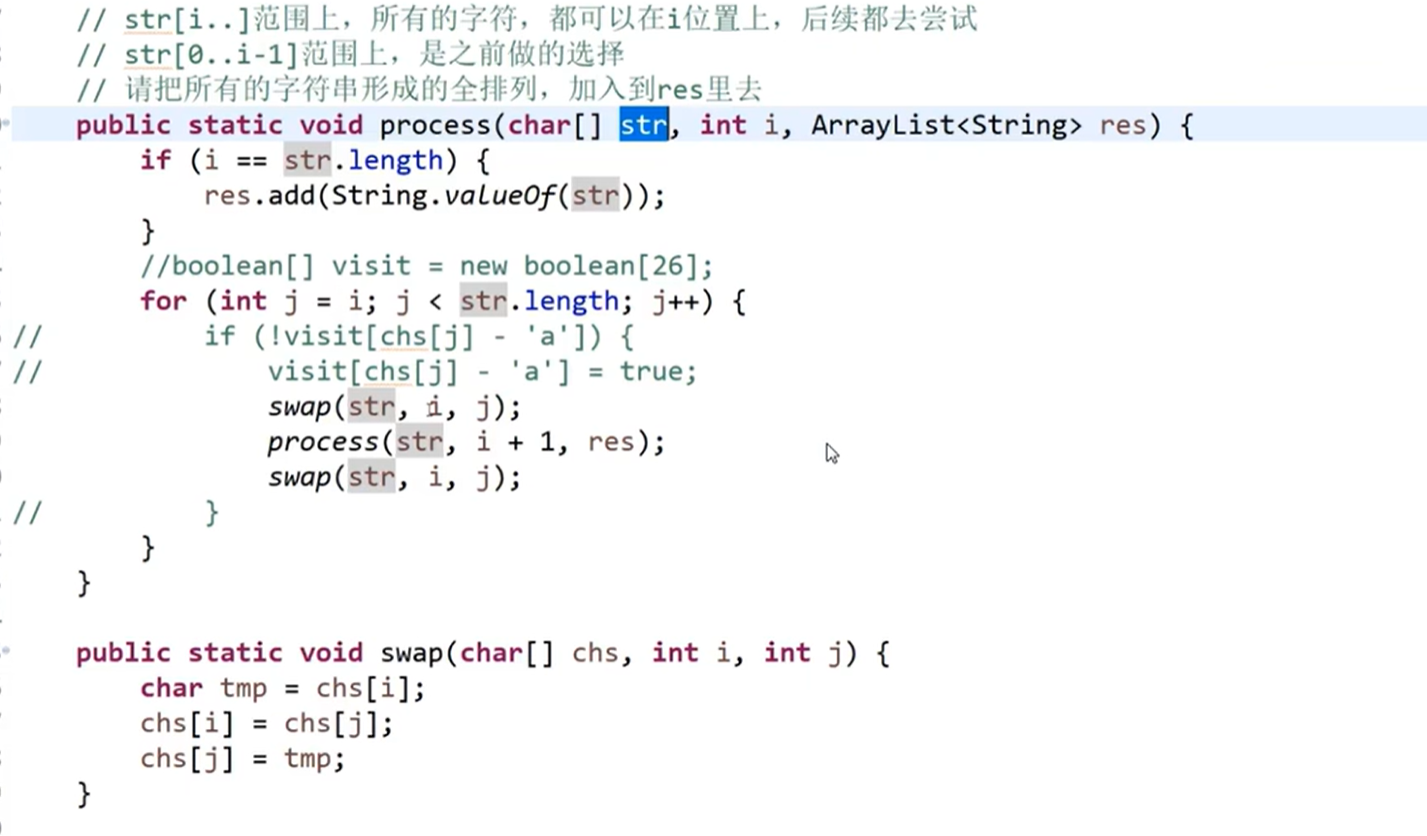 // str[i..]范围上，所有的字符，都可以在i位置上，后续都去尝试
// str[0..i-1]范围上，是之前做的选择
// 请把所有的字符串形成的全排列，加入到res里去
public static void process(char[] str, int i, ArrayList<String> res) {
if (i == str.length) {
res.add(String.valueOf(str));
}
//boolean[] visit = new boolean[26];
for (int j = i; j < str.length; j++) {
// if (!visit[chs[j] - 'a']) {
// visit[chs[j] - 'a'] = true;
swap(str, i, j);
process(str, i + 1, res);
swap(str, i, j);
// }
}
}
public static void swap(char[] chs, int i, int j) {
char tmp = chs[i];
chs[i] = chs[j];
chs[j] = tmp;
}